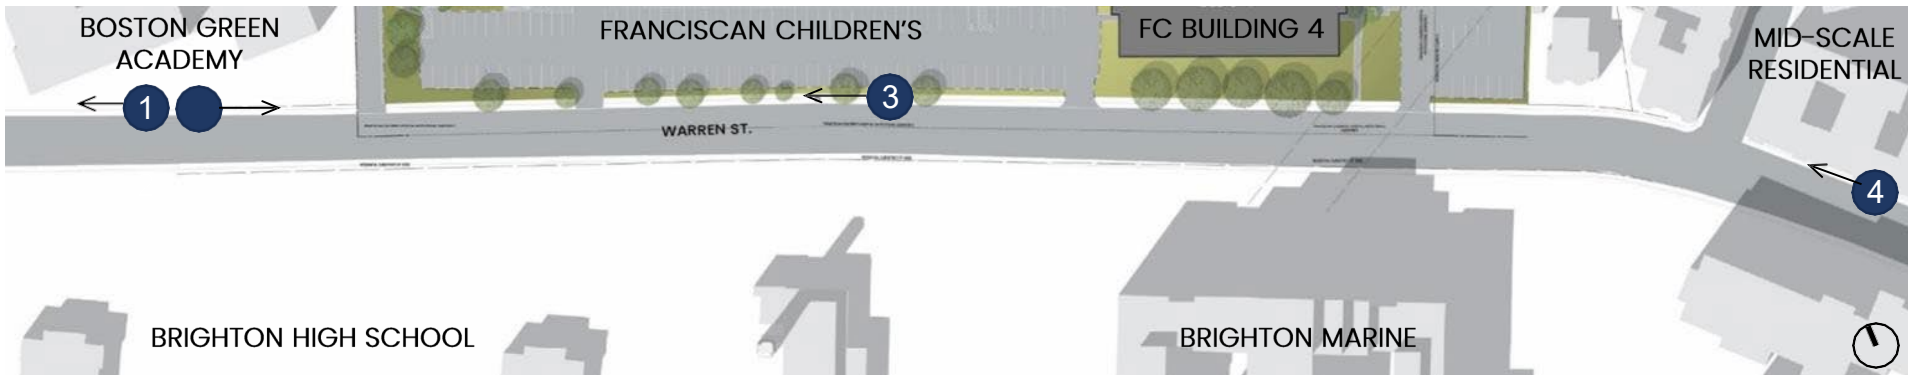 BOSTON GREEN
ACADEMY
FRANCISCAN CHILDREN'S
FC BUILDING 4
MID-SCALE
RESIDENTIAL
1
3
WARREN ST.
4
BRIGHTON HIGH SCHOOL
BRIGHTON MARINE